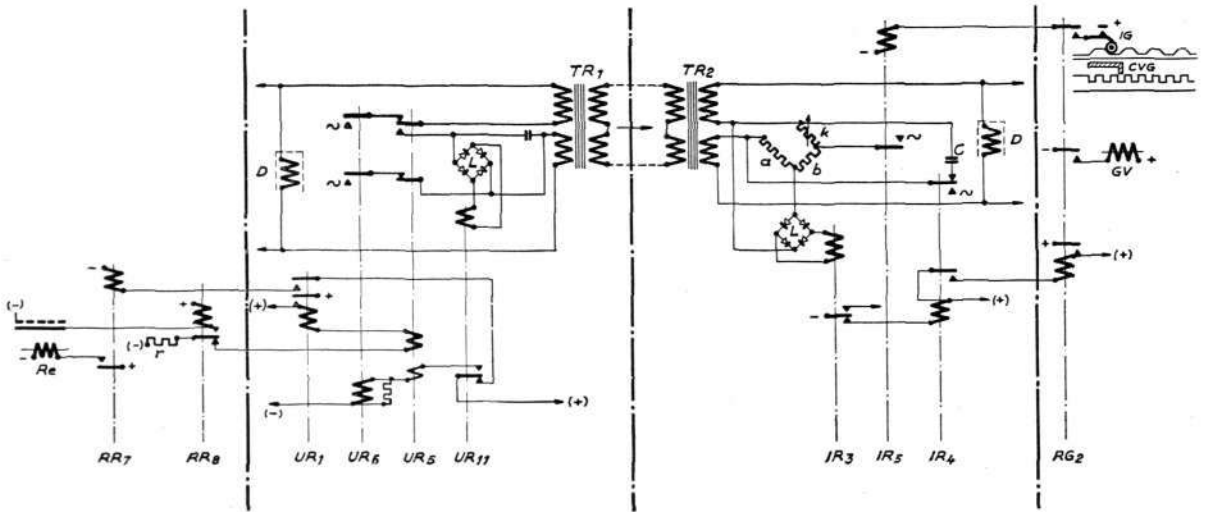 - +
IG
CVG
TR₁
TR₂
~
k
~
C
D
~
L
a
b
D
- GV +
~
~
L
+
(+)
-
-
+
(+)
+
(-)
(-) r
(+)
-
- Re
+
(-)
(+)
RR₇ RR₈ UR₁ UR₆ UR₅ UR₁₁ IR₃ IR₅ IR₄ RG₂